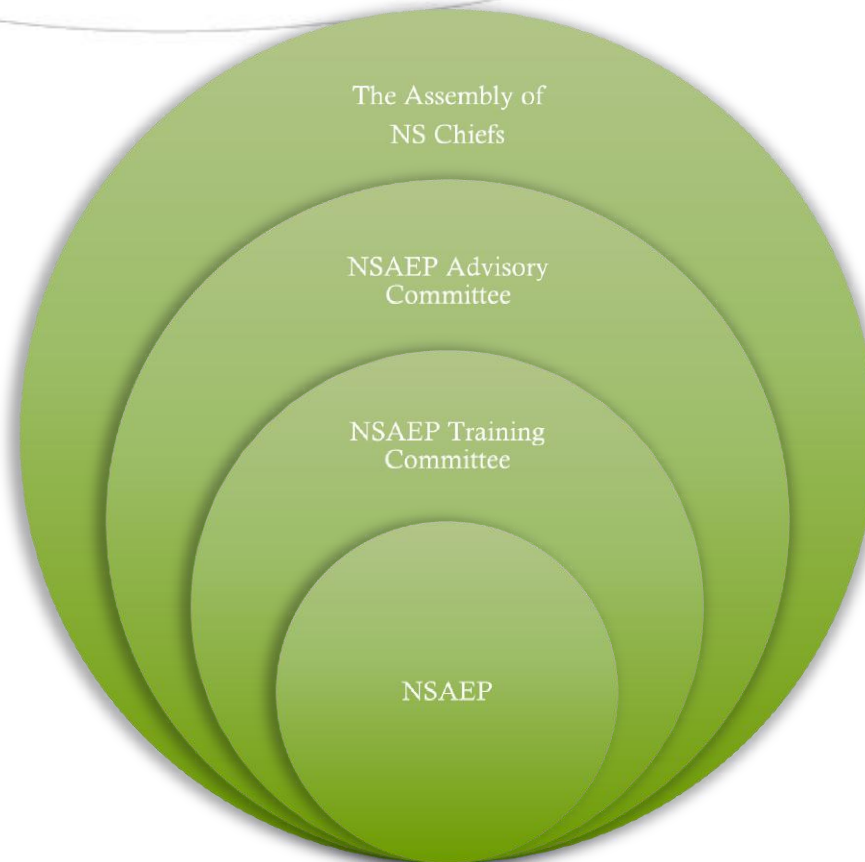 The Assembly of
NS Chiefs
NSAEP Advisory
Committee
NSAEP Training
Committee
NSAEP